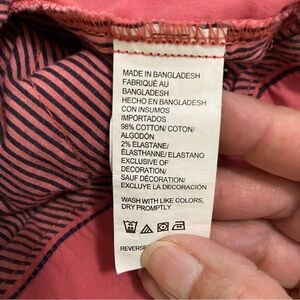 MADE IN BANGLADESH
FABRIQUÉ AU
BANGLADESH
HECHO EN BANGLADESH
CON INSUMOS
IMPORTADOS
98% COTTON/ COTON/
ALGODÓN
2% ELASTANE/
ÉLASTHANNE/ ELASTANO
EXCLUSIVE OF
DECORATION/
SAUF DÉCORATION/
EXCLUYE LA DECORACIÓN
WASH WITH LIKE COLORS,
DRY PROMPTLY
REVERSE